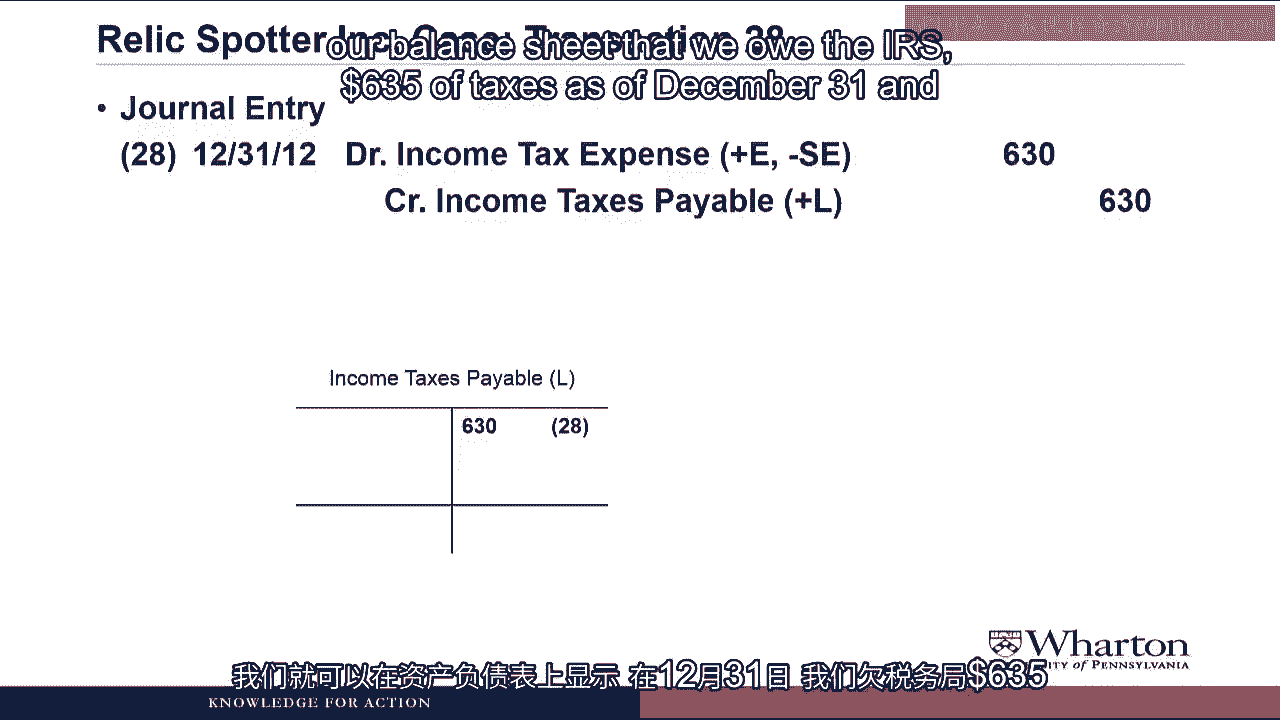 Relic Spotter Inc. Case: Transaction 28
our balance sheet that we owe the IRS,
$635 of taxes as of December 31 and
• Journal Entry
(28) 12/31/12 Dr. Income Tax Expense (+E, -SE) 630
Cr. Income Taxes Payable (+L) 630
Income Taxes Payable (L)
630 (28)
Wharton
of PENNSYLVANIA
我们就可以在资产负债表上显示 在12月31日 我们欠税务局$635
KNOWLEDGE FOR ACTION